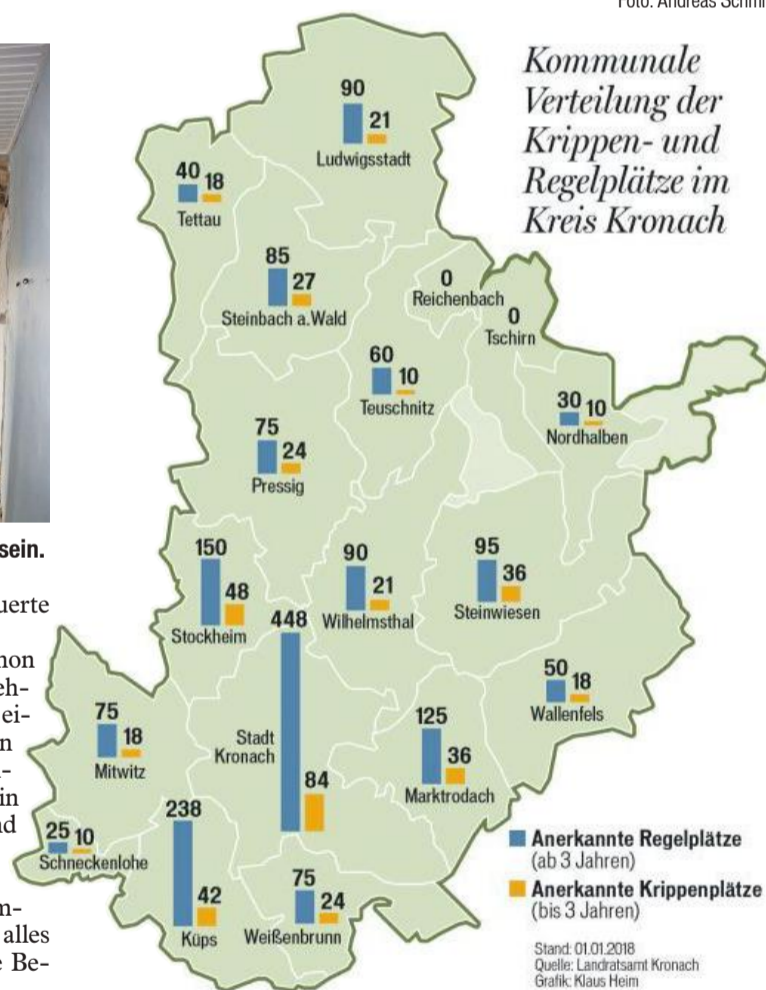 Foto: Andreas Schmi
Kommunale
Verteilung der
Krippen- und
Regelplätze im
Kreis Kronach
90
21
Ludwigsstadt
40
18
Tettau
85
27
Steinbach a. Wald
0
Reichenbach
0
Tschirn
60
10
Teuschnitz
30
10
Nordhalben
75
24
Pressig
sein.
uerte
non
eh-
ei-
n
in
nd
m-
alles
e Be-
150
48
Stockheim
90
21
Wilhelmsthal
95
36
Steinwiesen
448
84
Stadt
Kronach
50
18
Wallenfels
75
18
Mitwitz
125
36
Marktrodach
25
10
Schneckenlohe
238
42
Küps
75
24
Weißenbrunn
Anerkannte Regelplätze
(ab 3 Jahren)
Anerkannte Krippenplätze
(bis 3 Jahren)
Stand: 01.01.2018
Quelle: Landratsamt Kronach
Grafik: Klaus Heim